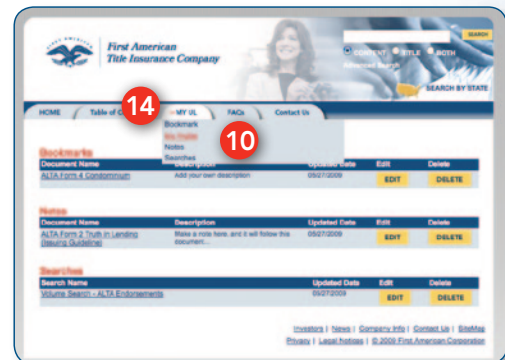 First American
Title Insurance Company
SEARCH
CONTENT TITLE BOTH
Advanced Search
SEARCH BY STATE
HOME Table of 14 MY UL FAQs Contact Us
Bookmark
10
Notes
Searches
Bookmarks
Document Name Description Updated Date Edit Delete
ALTA Form 4 Condominium Add your own description 05/27/2009 EDIT DELETE
Notes
Document Name Description Updated Date Edit Delete
ALTA Form 2 Truth in Lending Make a note here, and it will follow this 05/27/2009 EDIT DELETE
(Issuing Guideline) document...
Searches
Search Name Updated Date Edit Delete
Volume Search - ALTA Endorsements 05/27/2009 EDIT DELETE
Investors | News | Company Info | Contact Us | SiteMap
Privacy | Legal Notices | © 2009 First American Corporation